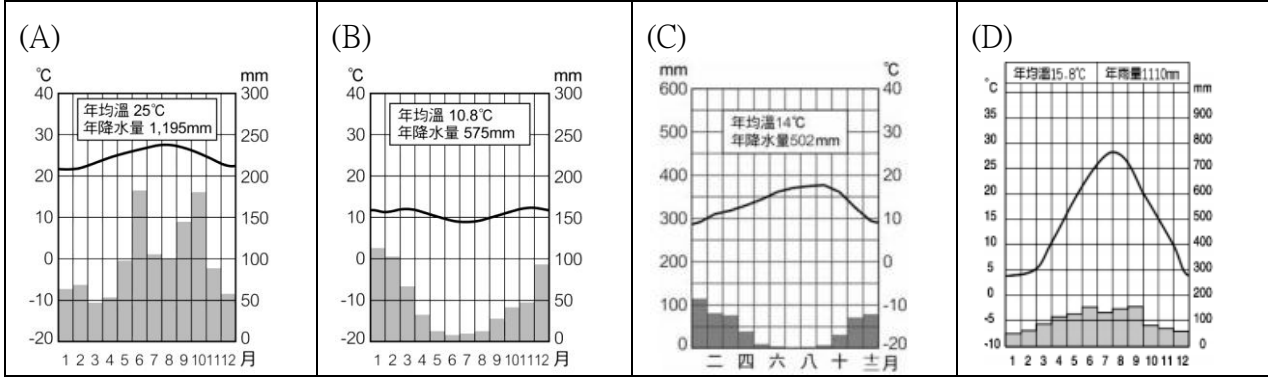 (A)
℃ mm
年均溫 25℃
年降水量 1,195mm
40 300
30 250
20 200
10 150
0 100
-10 50
-20 0
1 2 3 4 5 6 7 8 9 10 11 12 月
(B)
℃ mm
年均溫 10.8℃
年降水量 575mm
40 300
30 250
20 200
10 150
0 100
-10 50
-20 0
1 2 3 4 5 6 7 8 9 10 11 12 月
(C)
mm ℃
年均溫14℃
年降水量502mm
600 40
500 30
400 20
300 10
200 0
100 -10
0 -20
二 四 六 八 十 十二月
(D)
年均溫15.8℃ 年雨量1110mm
℃ mm
35 900
30 800
25 700
20 600
15 500
10 400
5 300
0 200
-5 100
-10 0
1 2 3 4 5 6 7 8 9 10 11 12